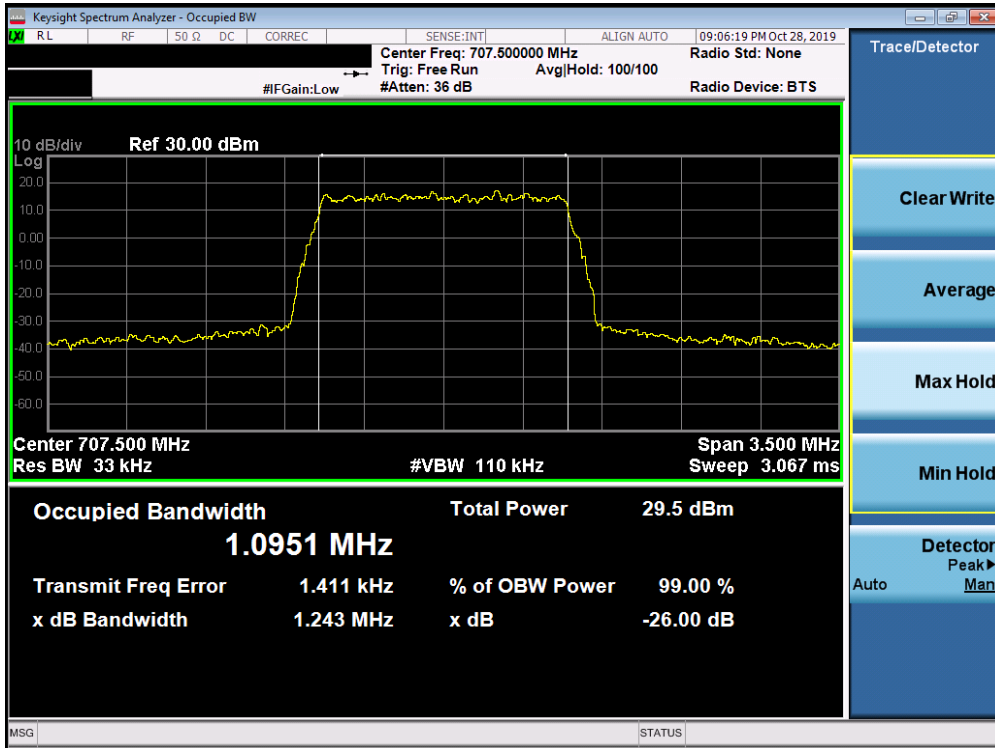 Keysight Spectrum Analyzer - Occupied BW
LXI RL RF 50 Ω DC CORREC SENSE:INT ALIGN AUTO 09:06:19 PM Oct 28, 2019
Center Freq: 707.500000 MHz Radio Std: None
Trig: Free Run Avg|Hold: 100/100
#IFGain:Low #Atten: 36 dB Radio Device: BTS
10 dB/div Ref 30.00 dBm
Log
20.0
10.0
0.00
-10.0
-20.0
-30.0
-40.0
-50.0
-60.0
Center 707.500 MHz Span 3.500 MHz
Res BW 33 kHz #VBW 110 kHz Sweep 3.067 ms
Occupied Bandwidth Total Power 29.5 dBm
1.0951 MHz
Transmit Freq Error 1.411 kHz % of OBW Power 99.00 %
x dB Bandwidth 1.243 MHz x dB -26.00 dB
Trace/Detector
Clear Write
Average
Max Hold
Min Hold
Detector
Peak▶
Auto Man
MSG STATUS